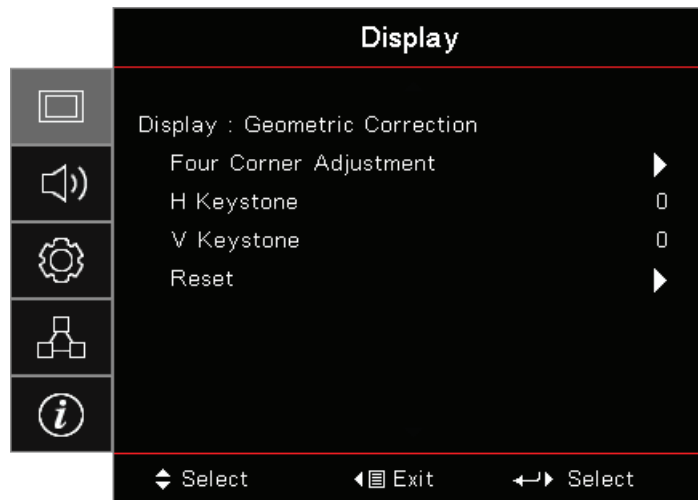 Display
Display : Geometric Correction
Four Corner Adjustment
H Keystone 0
V Keystone 0
Reset
i
Select Exit Select